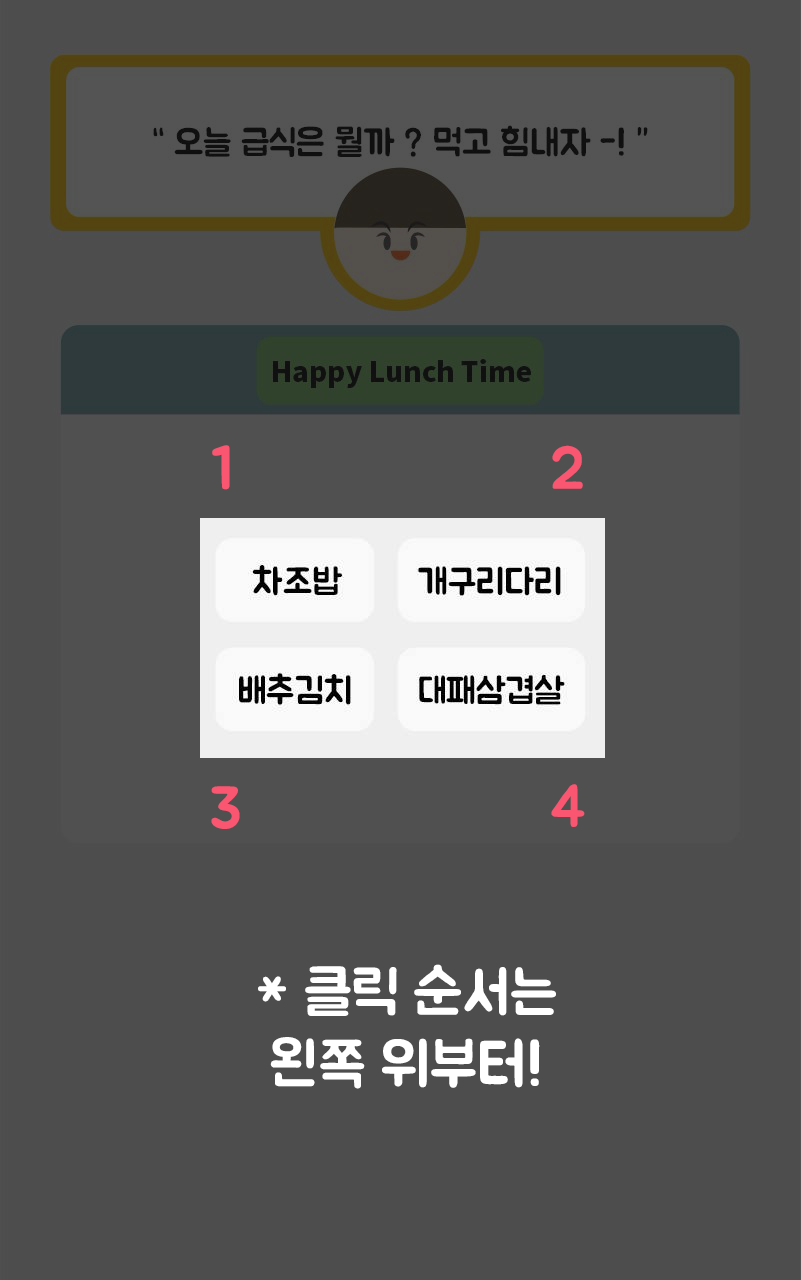 “ 오늘 급식은 뭘까 ? 먹고 힘내자 -! ”
Happy Lunch Time
1 2
차조밥 개구리다리
배추김치 대패삼겹살
3 4
* 클릭 순서는
왼쪽 위부터!